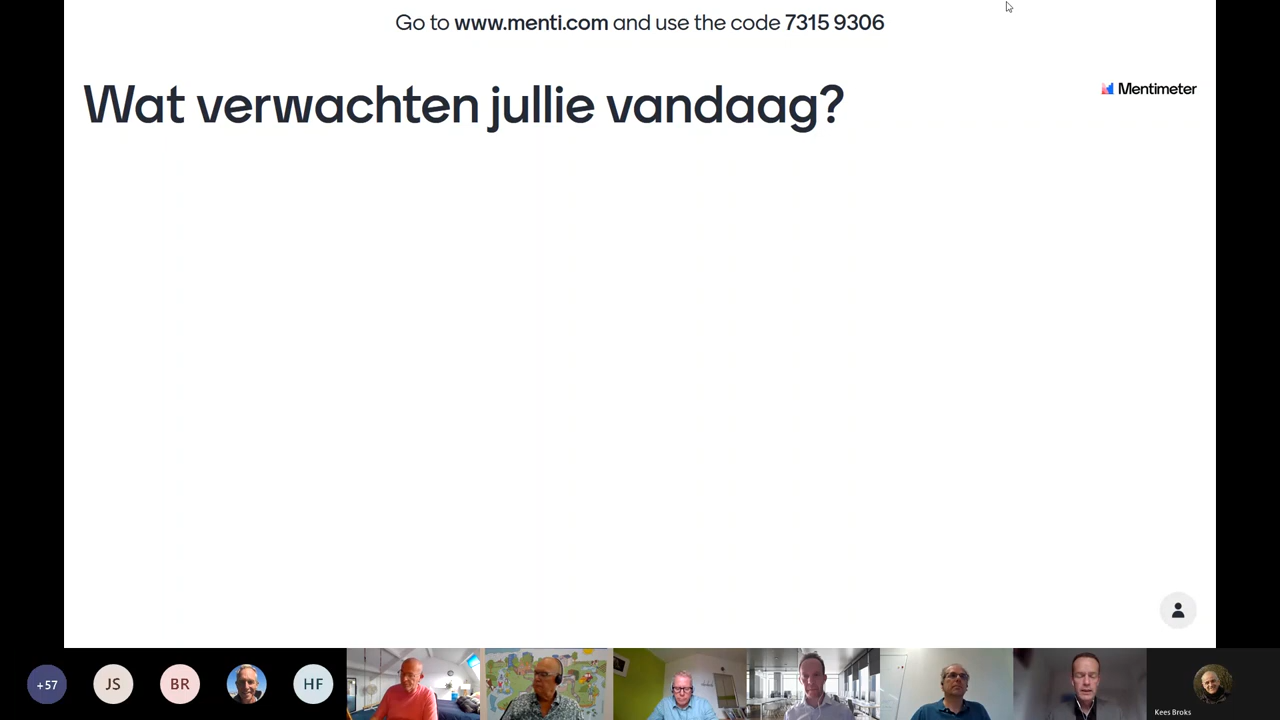 Go to www.menti.com and use the code 7315 9306
Mentimeter
Wat verwachten jullie vandaag?
+57
JS
BR
HF
Kees Broks